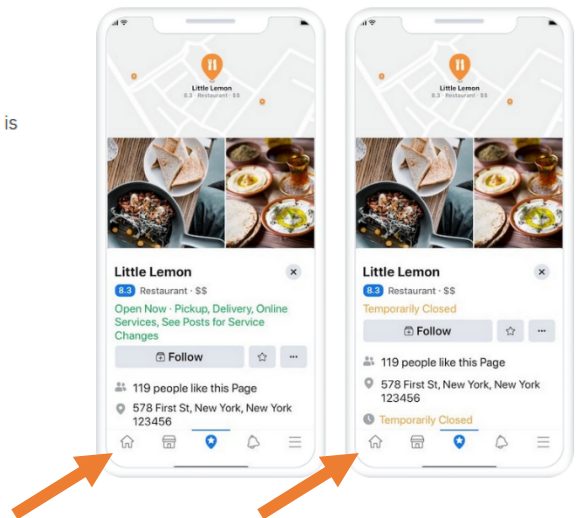 is
Little Lemon
8.3 · Restaurant · $$
Little Lemon
8.3 Restaurant · $$
Open Now · Pickup, Delivery, Online
Services, See Posts for Service
Changes
Follow
119 people like this Page
578 First St, New York, New York
123456
Little Lemon
8.3 · Restaurant · $$
Little Lemon
8.3 Restaurant · $$
Temporarily Closed
Follow
119 people like this Page
578 First St, New York, New York
123456
Temporarily Closed